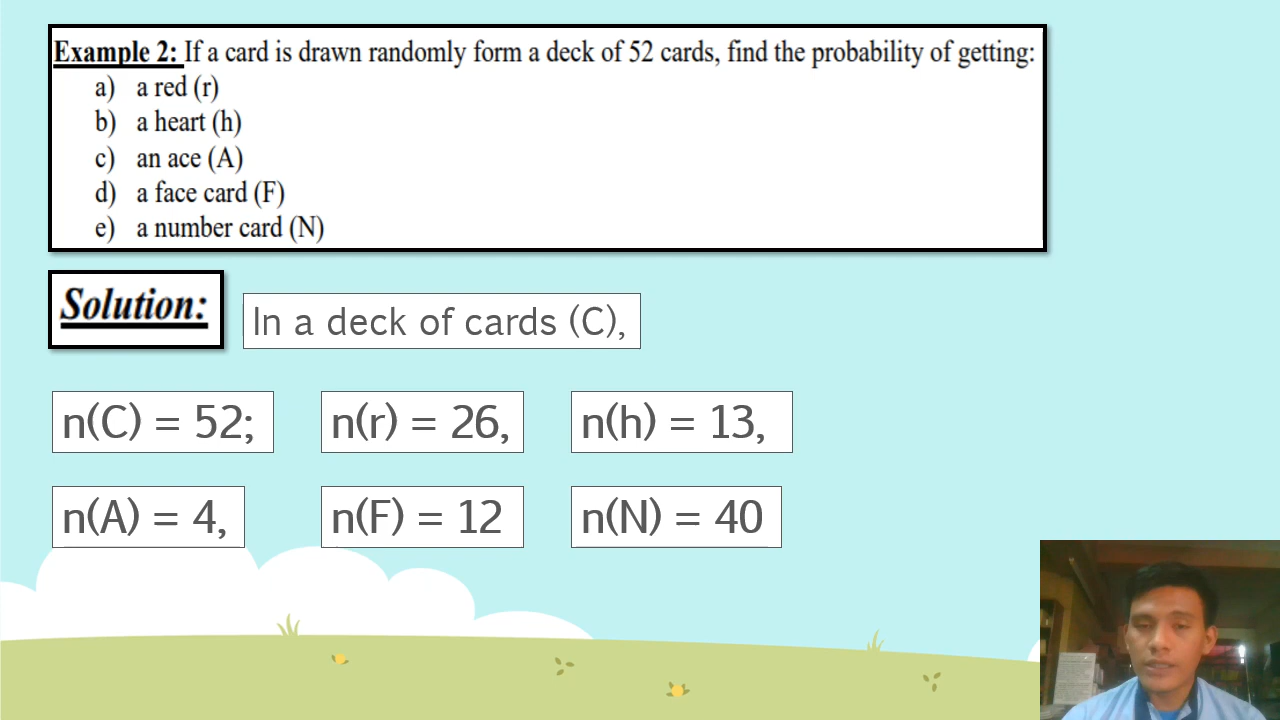 Example 2: If a card is drawn randomly form a deck of 52 cards, find the probability of getting:
a) a red (r)
b) a heart (h)
c) an ace (A)
d) a face card (F)
e) a number card (N)
Solution:
In a deck of cards (C),
n(C) = 52;
n(r) = 26,
n(h) = 13,
n(A) = 4,
n(F) = 12
n(N) = 40